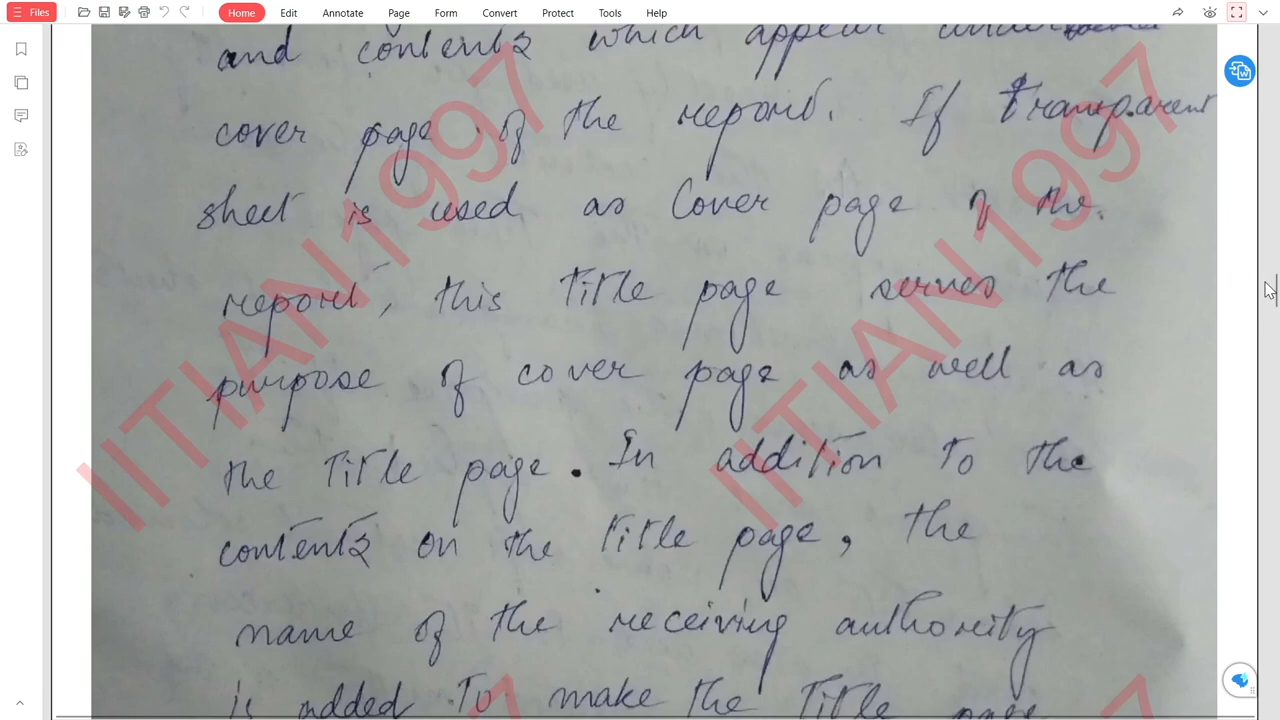 Files
Home Edit Annotate Page Form Convert Protect Tools Help
and contents which appear under
cover page of the report. If transparent
sheet is used as Cover page of the
report, this Title page serves the
purpose of cover page as well as
the Title page. In addition to the
contents on the Title page, the
name of the receiving authority
is added To make the Title page
IITIAN1997
IITIAN1997